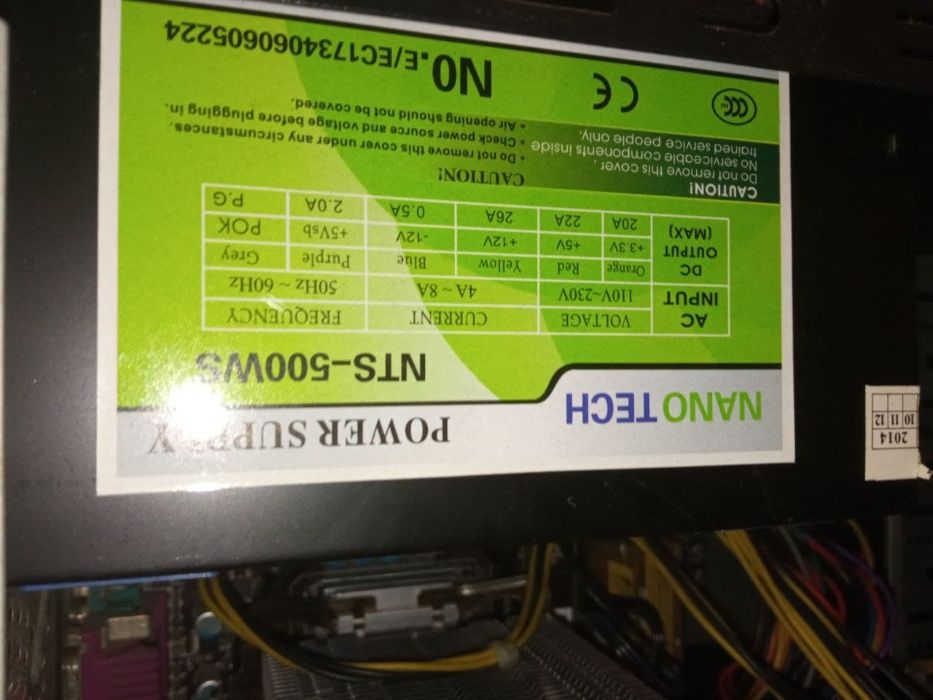 NANO TECH
POWER SUPPLY
NTS-500WS
AC INPUT VOLTAGE CURRENT FREQUENCY
110V~230V 4A ~ 8A 50Hz ~ 60Hz
DC OUTPUT (MAX) Orange Red Yellow Blue Purple Grey
+3.3V +5V +12V -12V +5Vsb POK
20A 22A 26A 0.5A 2.0A P.G
CAUTION!
Do not remove this cover,
No serviceable components inside
trained service people only.
CAUTION!
• Do not remove this cover under any circumstances.
• Check power source and voltage before plugging in.
• Air opening should not be covered.
CCC
CE
NO.E/EC1734060605224
2014
10 11 12